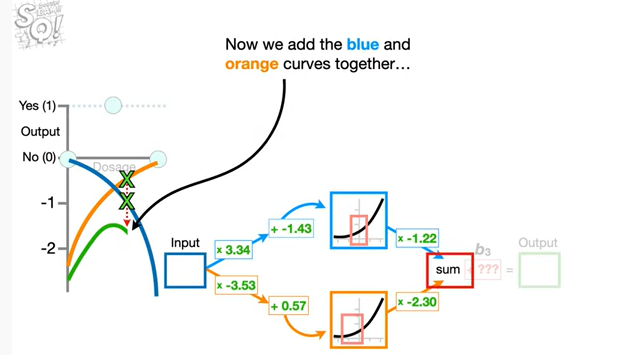 SQ!
Now we add the blue and
orange curves together...
Yes (1)
Output
No (0)
Dosage
-1
-2
X
X
Input
x 3.34
+ -1.43
x -1.22
x -3.53
+ 0.57
x -2.30
sum
b3
+ ???
=
Output